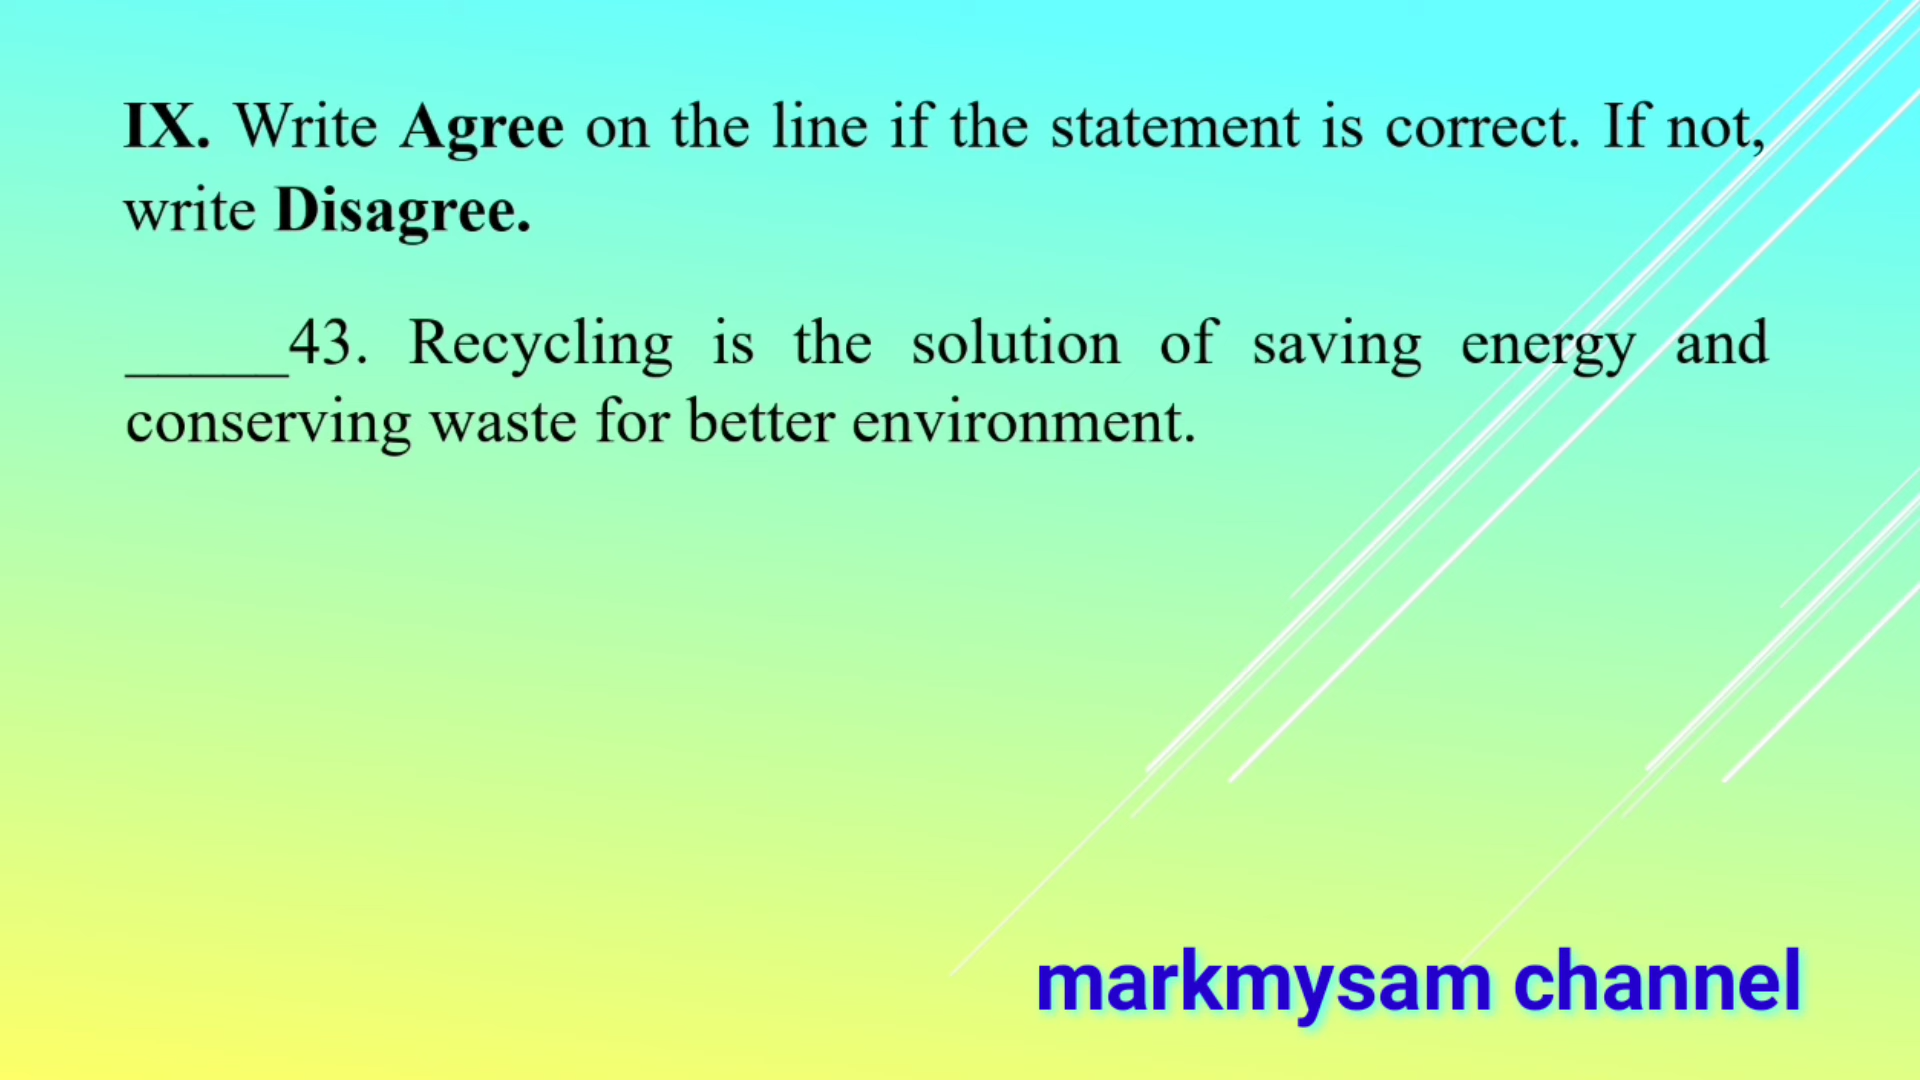 IX. Write Agree on the line if the statement is correct. If not,
write Disagree.
_____43. Recycling is the solution of saving energy and
conserving waste for better environment.
markmysam channel